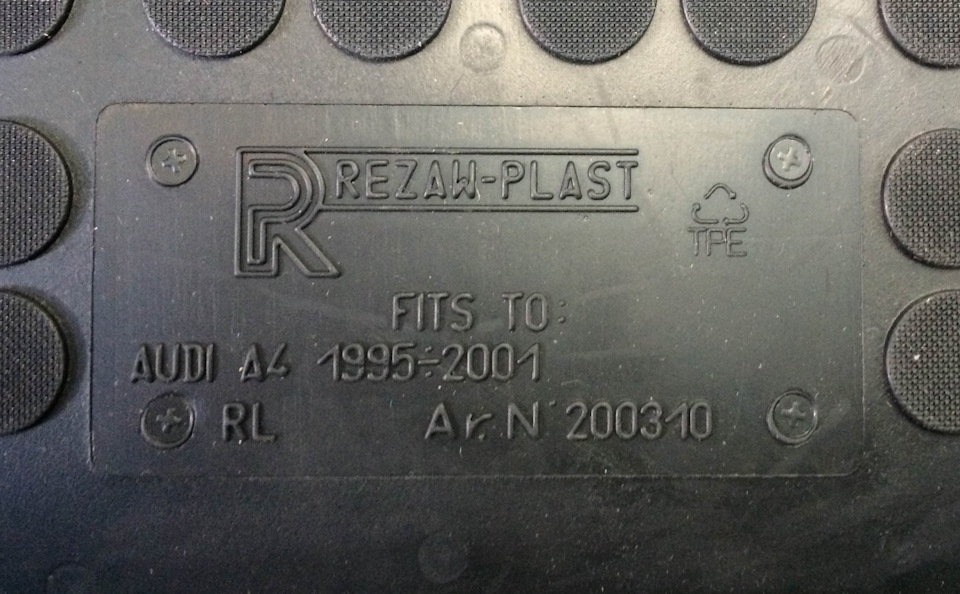 R REZAW-PLAST
TPE
FITS TO:
AUDI A4 1995÷2001
RL Ar. N° 200310